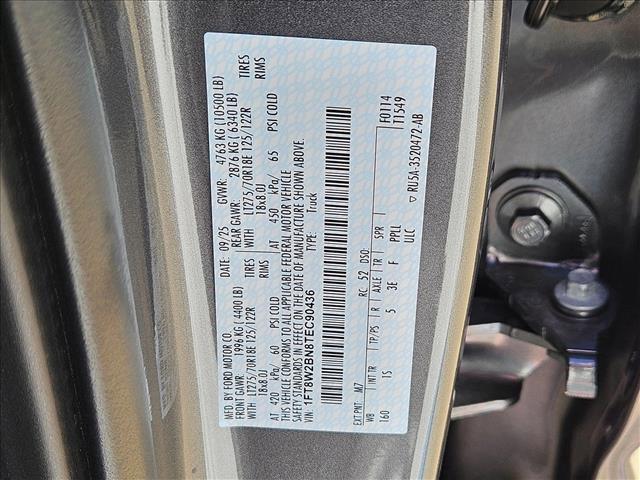 MFD. BY FORD MOTOR CO. 09/25 GVWR: 4763 KG (10500 LB)
FRONT GAWR: 1996 KG (4400 LB) REAR GAWR: 2876 KG (6340 LB)
WITH LT275/70R18E 125/122R TIRES WITH LT275/70R18E 125/122R TIRES
18x8.0J RIMS 18x8.0J RIMS
AT 420 kPa/ 60 PSI COLD AT 450 kPa/ 65 PSI COLD
THIS VEHICLE CONFORMS TO ALL APPLICABLE FEDERAL MOTOR VEHICLE
SAFETY STANDARDS IN EFFECT ON THE DATE OF MANUFACTURE SHOWN ABOVE.
VIN: 1FT8W2BN8TEC90436 TYPE: Truck
F0114
T1549
EXT PNT: M7 RC: 52 DSO:
WB INT TR TP/PS R AXLE TR SPR
160 1S 5 3E F PPLL
ULC
RU5A-3520472-AB